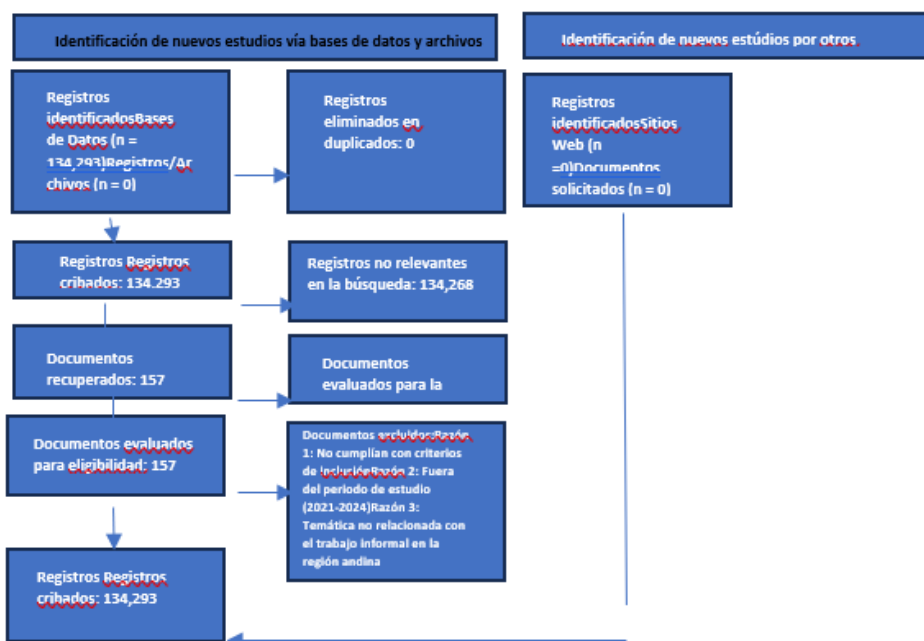 Identificación de nuevos estudios vía bases de datos y archivos
Identificación de nuevos estúdios por otros
Registros
identificadosBases
de Datos (n =
134,293)Registros/Ar
chivos (n = 0)
Registros
eliminados en
duplicados: 0
Registros
identificadosSitios
Web (n
=0)Documentos
solicitados (n = 0)
Registros Registros
cribados: 134.293
Registros no relevantes
en la búsqueda: 134,268
Documentos
recuperados: 157
Documentos
evaluados para la
Documentos evaluados
para eligibilidad: 157
Documentos excluidos:Razón
1: No cumplían con criterios
de inclusiónRazón 2: Fuera
del periodo de estudio
(2021-2024)Razón 3:
Temática no relacionada con
el trabajo informal en la
región andina
Registros Registros
cribados: 134,293